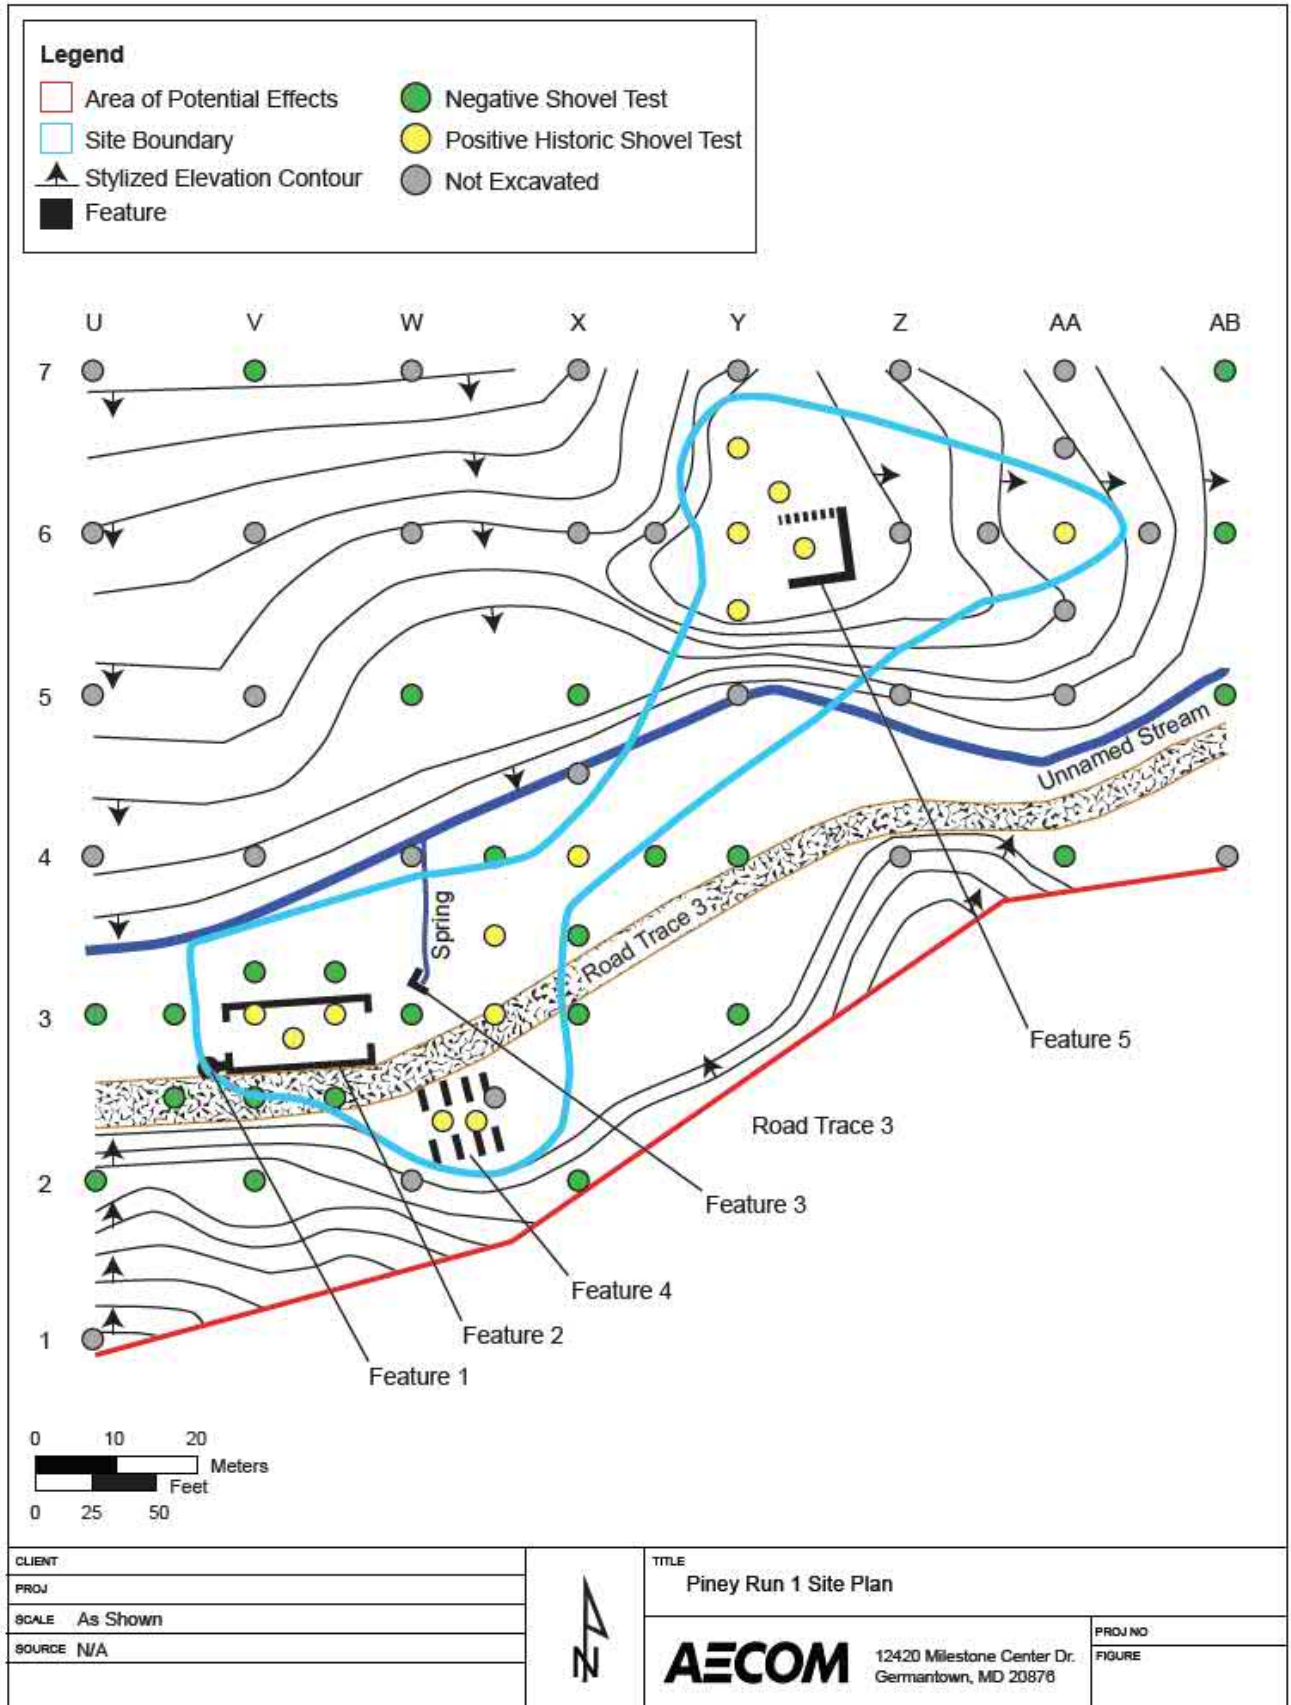 Legend
Area of Potential Effects
Negative Shovel Test
Site Boundary
Positive Historic Shovel Test
Stylized Elevation Contour
Not Excavated
Feature
U V W X Y Z AA AB
7
6
5
Unnamed Stream
4
Spring
Road Trace 3
3
Feature 5
Road Trace 3
2
Feature 3
Feature 4
Feature 2
1
Feature 1
0 10 20
Meters
Feet
0 25 50
CLIENT
PROJ
SCALE As Shown
SOURCE N/A
N
TITLE
Piney Run 1 Site Plan
AECOM
12420 Milestone Center Dr.
Germantown, MD 20876
PROJ NO
FIGURE